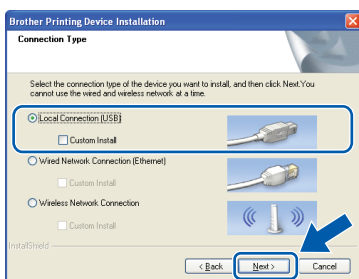 Brother Printing Device Installation
Connection Type
Select the connection type of the device you want to install, and then click Next.You
cannot use the wired and wireless network at a time.
Local Connection (USB)
Custom Install
Wired Network Connection (Ethernet)
Custom Install
Wireless Network Connection
Custom Install
InstallShield
< Back
Next >
Cancel